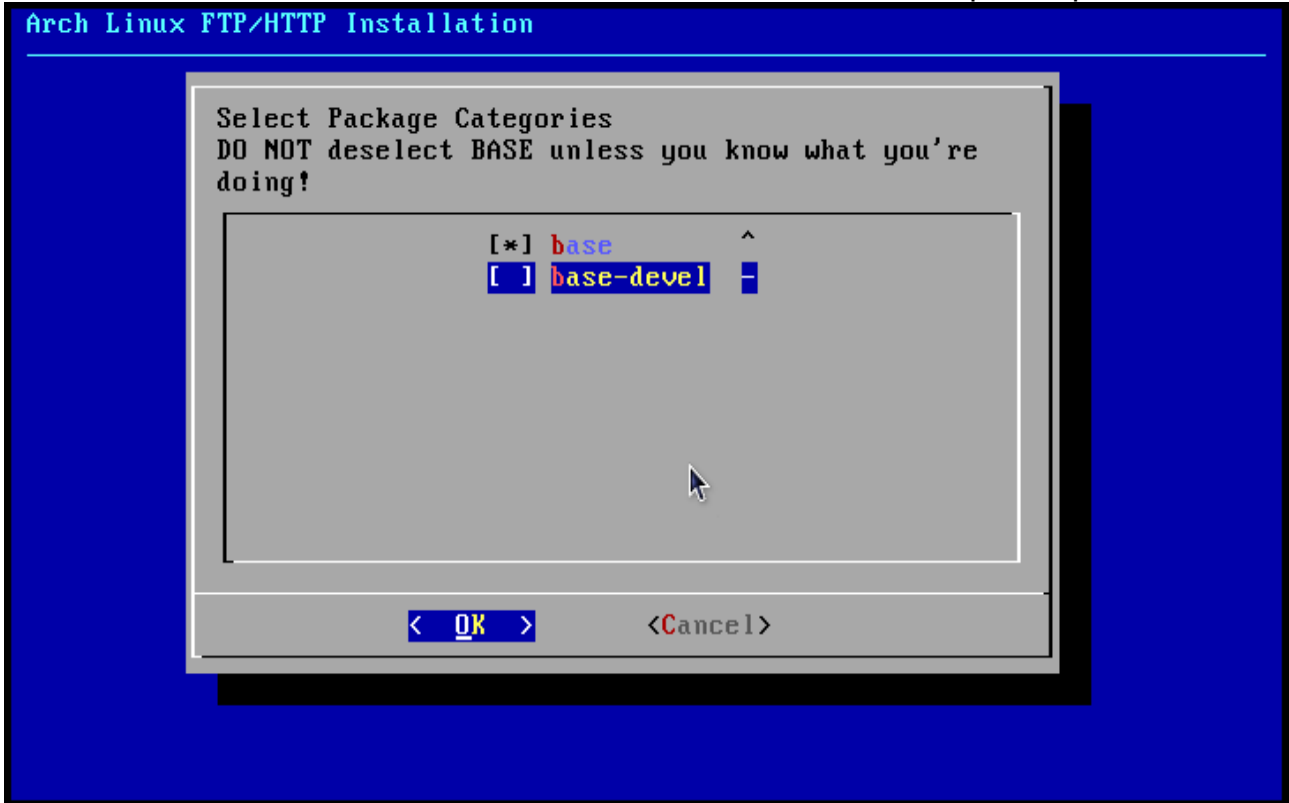 Arch Linux FTP/HTTP Installation
Select Package Categories
DO NOT deselect BASE unless you know what you're
doing!
[*] base ^
[ ] base-devel -
< OK > <Cancel>